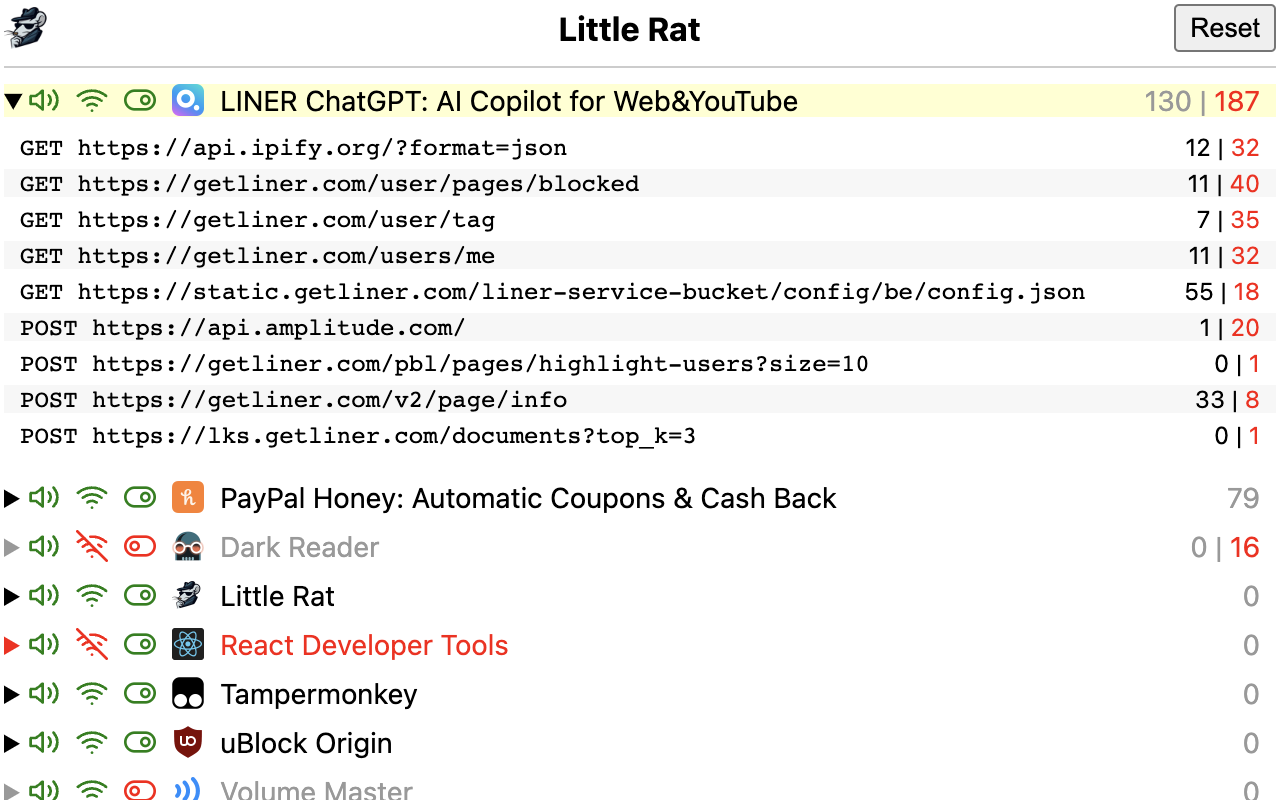 Little Rat
Reset
LINER ChatGPT: AI Copilot for Web&YouTube 130 | 187
GET https://api.ipify.org/?format=json 12 | 32
GET https://getliner.com/user/pages/blocked 11 | 40
GET https://getliner.com/user/tag 7 | 35
GET https://getliner.com/users/me 11 | 32
GET https://static.getliner.com/liner-service-bucket/config/be/config.json 55 | 18
POST https://api.amplitude.com/ 1 | 20
POST https://getliner.com/pbl/pages/highlight-users?size=10 0 | 1
POST https://getliner.com/v2/page/info 33 | 8
POST https://lks.getliner.com/documents?top_k=3 0 | 1
PayPal Honey: Automatic Coupons & Cash Back 79
Dark Reader 0 | 16
Little Rat 0
React Developer Tools 0
Tampermonkey 0
uBlock Origin 0
Volume Master 0